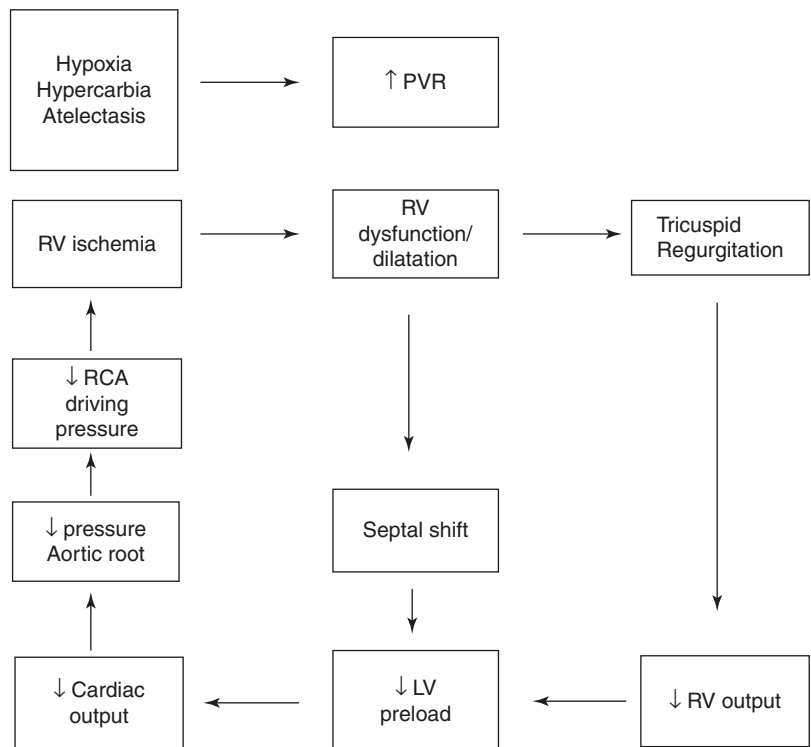 Hypoxia
Hypercarbia
Atelectasis
↑ PVR
RV ischemia
RV
dysfunction/
dilatation
Tricuspid
Regurgitation
↓ RCA
driving
pressure
↓ pressure
Aortic root
Septal shift
↓ Cardiac
output
↓ LV
preload
↓ RV output